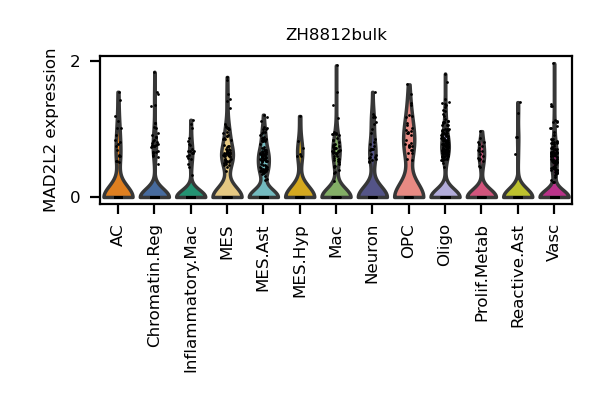 ZH8812bulk
MAD2L2 expression
2
0
AC
Chromatin.Reg
Inflammatory.Mac
MES
MES.Ast
MES.Hyp
Mac
Neuron
OPC
Oligo
Prolif.Metab
Reactive.Ast
Vasc